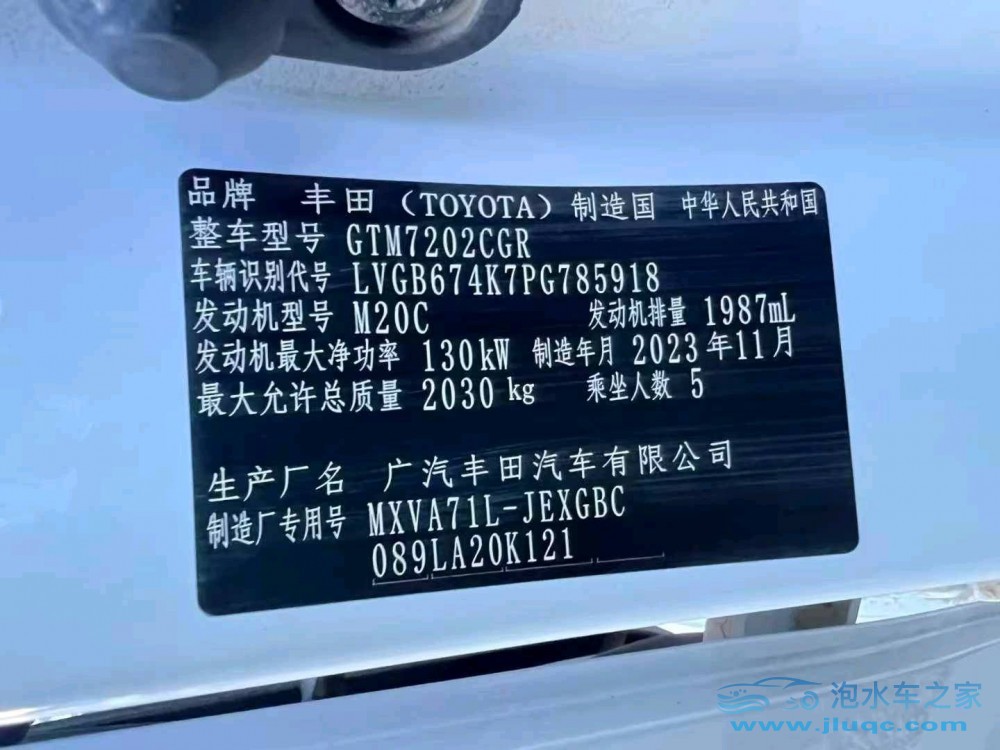 品牌 丰田（TOYOTA）制造国 中华人民共和国
整车型号 GTM7202CGR
车辆识别代号 LVGB674K7PG785918
发动机型号 M20C 发动机排量 1987mL
发动机最大净功率 130kW 制造年月 2023年11月
最大允许总质量 2030 kg 乘坐人数 5
生产厂名 广汽丰田汽车有限公司
制造厂专用号 MXVA71L-JEXGBC
089LA20K121
泡水车之家
www.jluqc.com